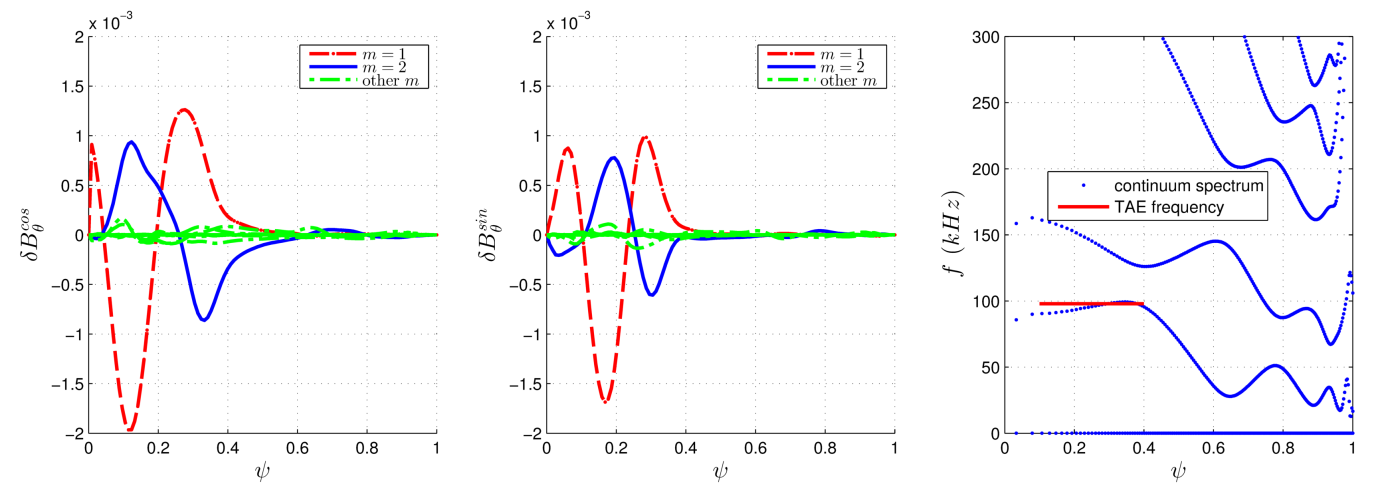 x 10⁻³
2
1.5
1
0.5
0
−0.5
−1
−1.5
−2
0 0.2 0.4 0.6 0.8 1
ψ
δB_θ^cos
m = 1
m = 2
other m
x 10⁻³
2
1.5
1
0.5
0
−0.5
−1
−1.5
−2
0 0.2 0.4 0.6 0.8 1
ψ
δB_θ^sin
m = 1
m = 2
other m
300
250
200
150
100
50
0
0 0.2 0.4 0.6 0.8 1
ψ
f (kHz)
continuum spectrum
TAE frequency